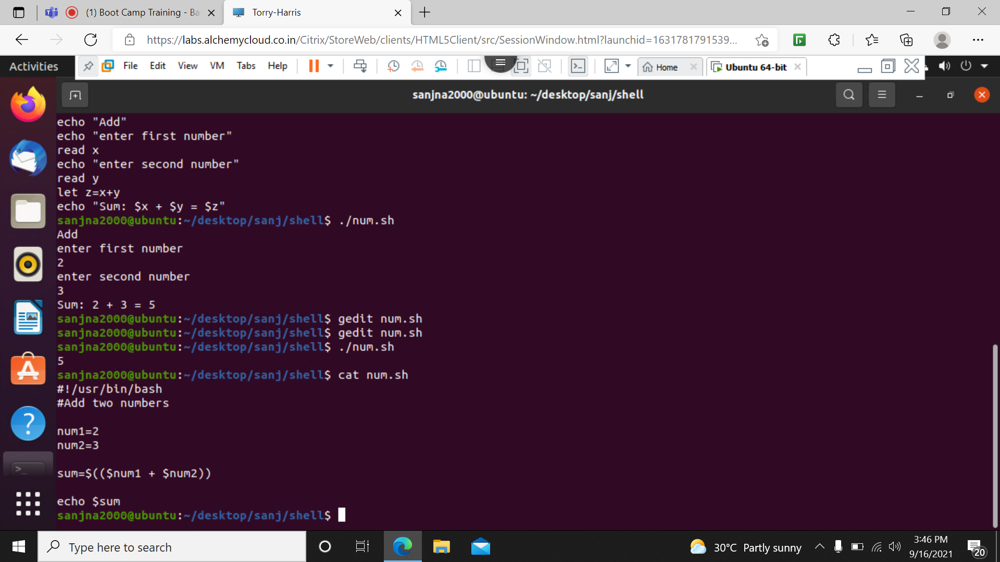 (1) Boot Camp Training - Ba
Torry-Harris
https://labs.alchemycloud.co.in/Citrix/StoreWeb/clients/HTML5Client/src/SessionWindow.html?launchid=1631781791539...
Activities
File Edit View VM Tabs Help
Home
Ubuntu 64-bit
sanjna2000@ubuntu: ~/desktop/sanj/shell
echo "Add"
echo "enter first number"
read x
echo "enter second number"
read y
let z=x+y
echo "Sum: $x + $y = $z"
sanjna2000@ubuntu:~/desktop/sanj/shell$ ./num.sh
Add
enter first number
2
enter second number
3
Sum: 2 + 3 = 5
sanjna2000@ubuntu:~/desktop/sanj/shell$ gedit num.sh
sanjna2000@ubuntu:~/desktop/sanj/shell$ gedit num.sh
sanjna2000@ubuntu:~/desktop/sanj/shell$ ./num.sh
5
sanjna2000@ubuntu:~/desktop/sanj/shell$ cat num.sh
#!/usr/bin/bash
#Add two numbers
num1=2
num2=3
sum=$(($num1 + $num2))
echo $sum
sanjna2000@ubuntu:~/desktop/sanj/shell$
Type here to search
30°C Partly sunny
3:46 PM
9/16/2021
20